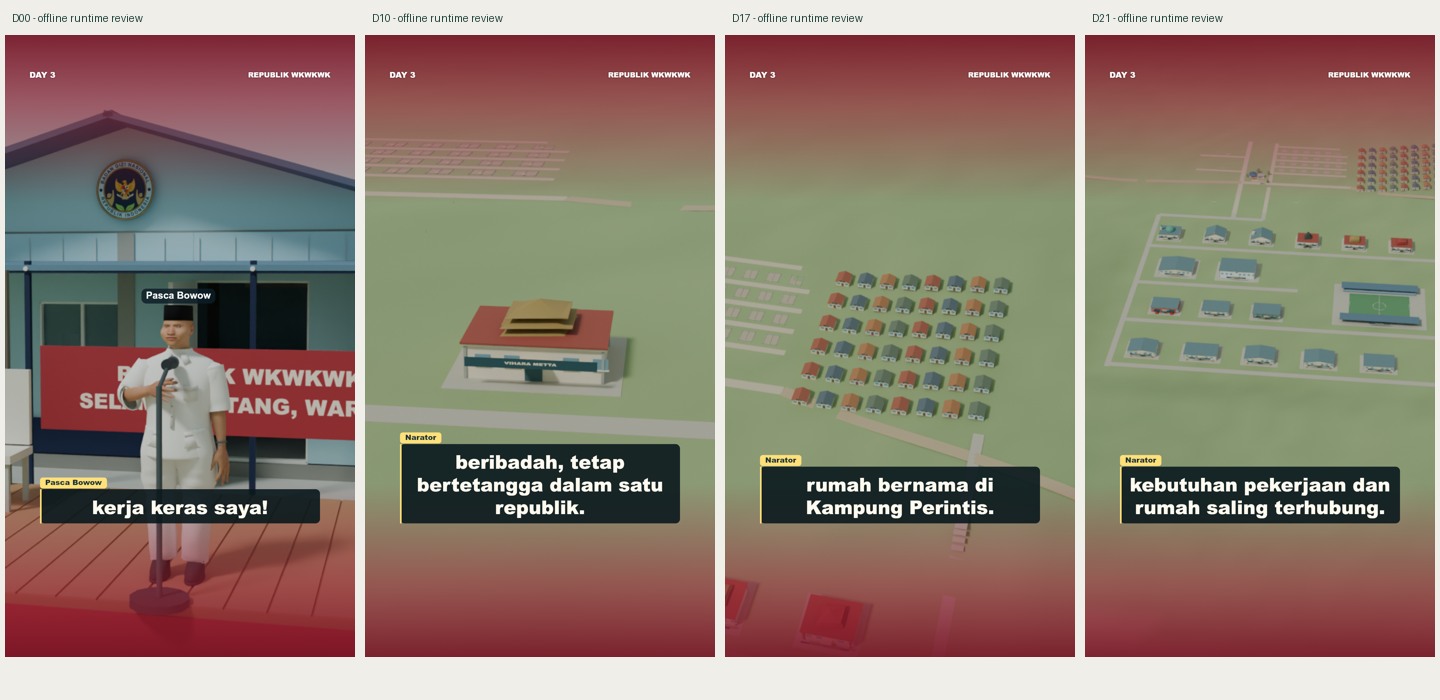 D00 - offline runtime review
DAY 3
REPUBLIK WKWKWK
Pasca Bowow
WKWKWK
Pasca Bowow
kerja keras saya!
D10 - offline runtime review
DAY 3
REPUBLIK WKWKWK
VIHARA METTA
Narator
beribadah, tetap
bertetangga dalam satu
republik.
D17 - offline runtime review
DAY 3
REPUBLIK WKWKWK
Narator
rumah bernama di
Kampung Perintis.
D21 - offline runtime review
DAY 3
REPUBLIK WKWKWK
Narator
kebutuhan pekerjaan dan
rumah saling terhubung.